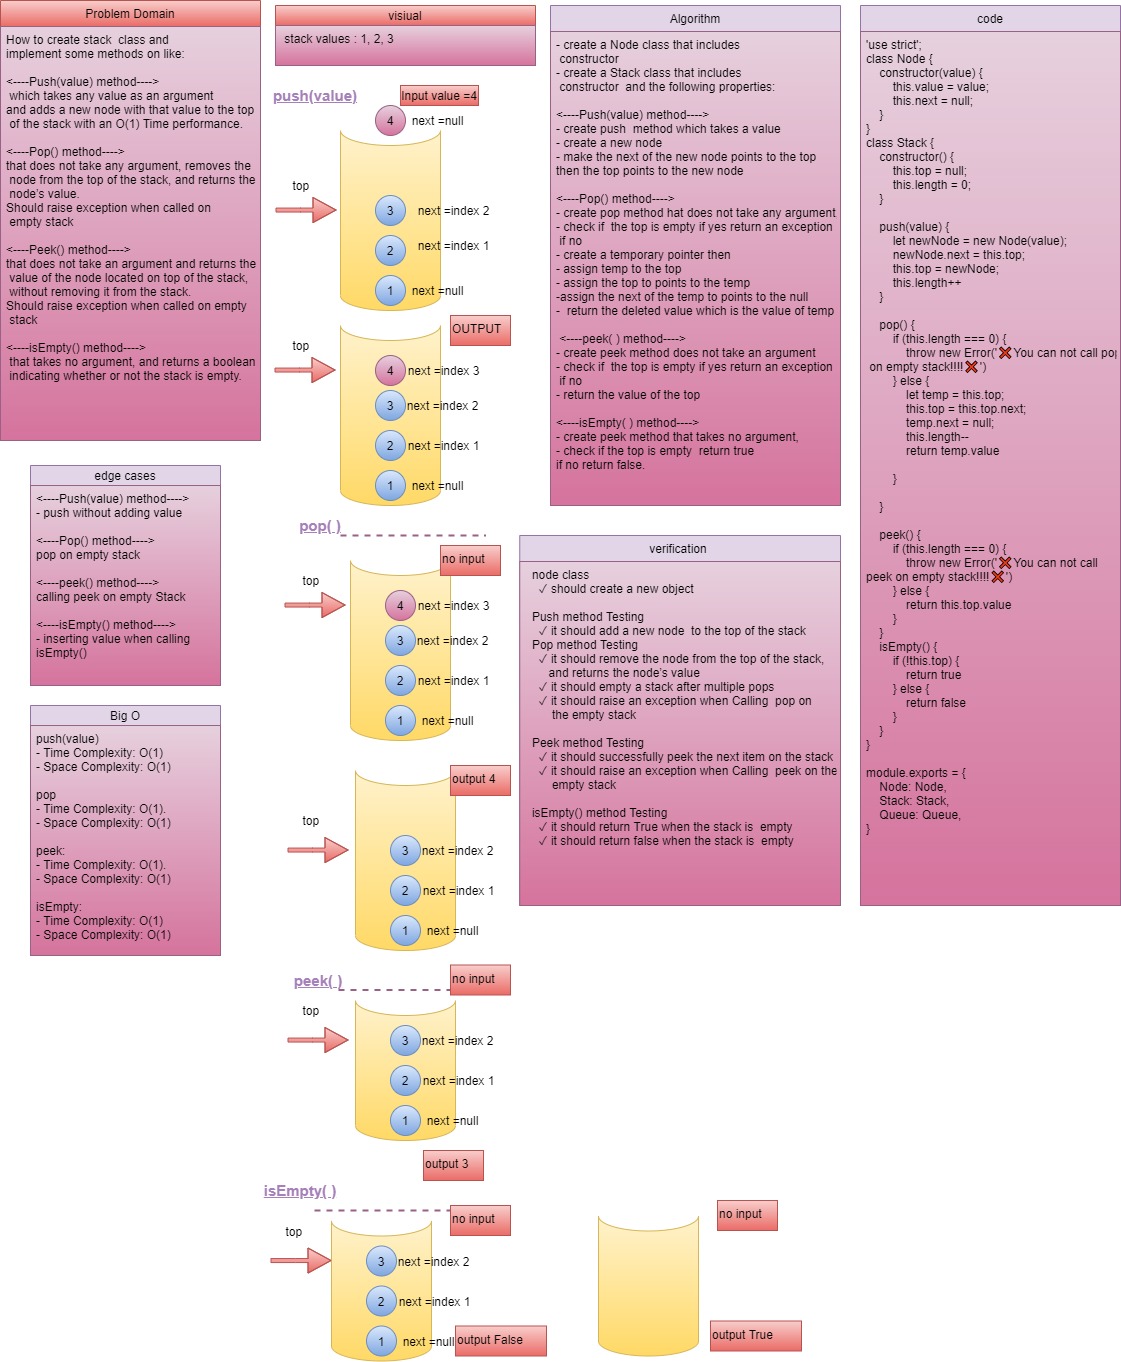 Problem Domain
How to create stack  class and
implement some methods on like:
<----Push(value) method---->
which takes any value as an argument
and adds a new node with that value to the top
of the stack with an O(1) Time performance.
<----Pop() method---->
that does not take any argument, removes the
node from the top of the stack, and returns the
node's value.
Should raise exception when called on
empty stack
<----Peek() method---->
that does not take an argument and returns the
value of the node located on top of the stack,
without removing it from the stack.
Should raise exception when called on empty
stack
<----isEmpty() method---->
that takes no argument, and returns a boolean
indicating whether or not the stack is empty.
edge cases
<----Push(value) method---->
- push without adding value
<----Pop() method---->
pop on empty stack
<----peek() method---->
calling peek on empty Stack
<----isEmpty() method---->
- inserting value when calling
isEmpty()
Big O
push(value)
- Time Complexity: O(1)
- Space Complexity: O(1)
pop
- Time Complexity: O(1).
- Space Complexity: O(1)
peek:
- Time Complexity: O(1).
- Space Complexity: O(1)
isEmpty:
- Time Complexity: O(1)
- Space Complexity: O(1)
visiual
stack values : 1, 2, 3
push(value)
Input value =4
4 next =null
top
3 next =index 2
2 next =index 1
1 next =null
OUTPUT
top
4 next =index 3
3 next =index 2
2 next =index 1
1 next =null
pop( )
no input
top
4 next =index 3
3 next =index 2
2 next =index 1
1 next =null
output 4
top
3 next =index 2
2 next =index 1
1 next =null
peek( )
no input
top
3 next =index 2
2 next =index 1
1 next =null
output 3
isEmpty( )
no input
top
3 next =index 2
2 next =index 1
1 next =null
output False
no input
output True
Algorithm
- create a Node class that includes
constructor
- create a Stack class that includes
constructor  and the following properties:
<----Push(value) method---->
- create push  method which takes a value
- create a new node
- make the next of the new node points to the top
then the top points to the new node
<----Pop() method---->
- create pop method hat does not take any argument
- check if  the top is empty if yes return an exception
if no
- create a temporary pointer then
- assign temp to the top
- assign the top to points to the temp
-assign the next of the temp to points to the null
-  return the deleted value which is the value of temp
<----peek( ) method---->
- create peek method does not take an argument
- check if  the top is empty if yes return an exception
if no
- return the value of the top
<----isEmpty( ) method---->
- create peek method that takes no argument,
- check if the top is empty  return true
if no return false.
verification
node class
✓ should create a new object
Push method Testing
✓ it should add a new node  to the top of the stack
Pop method Testing
✓ it should remove the node from the top of the stack,
and returns the node's value
✓ it should empty a stack after multiple pops
✓ it should raise an exception when Calling  pop on
the empty stack
Peek method Testing
✓ it should successfully peek the next item on the stack
✓ it should raise an exception when Calling  peek on the
empty stack
isEmpty() method Testing
✓ it should return True when the stack is  empty
✓ it should return false when the stack is  empty
code
'use strict';
class Node {
constructor(value) {
this.value = value;
this.next = null;
}
}
class Stack {
constructor() {
this.top = null;
this.length = 0;
}
push(value) {
let newNode = new Node(value);
newNode.next = this.top;
this.top = newNode;
this.length++
}
pop() {
if (this.length === 0) {
throw new Error('❌You can not call pop
on empty stack!!!!❌')
} else {
let temp = this.top;
this.top = this.top.next;
temp.next = null;
this.length--
return temp.value
}
}
peek() {
if (this.length === 0) {
throw new Error('❌You can not call
peek on empty stack!!!!❌')
} else {
return this.top.value
}
}
isEmpty() {
if (!this.top) {
return true
} else {
return false
}
}
}
module.exports = {
Node: Node,
Stack: Stack,
Queue: Queue,
}